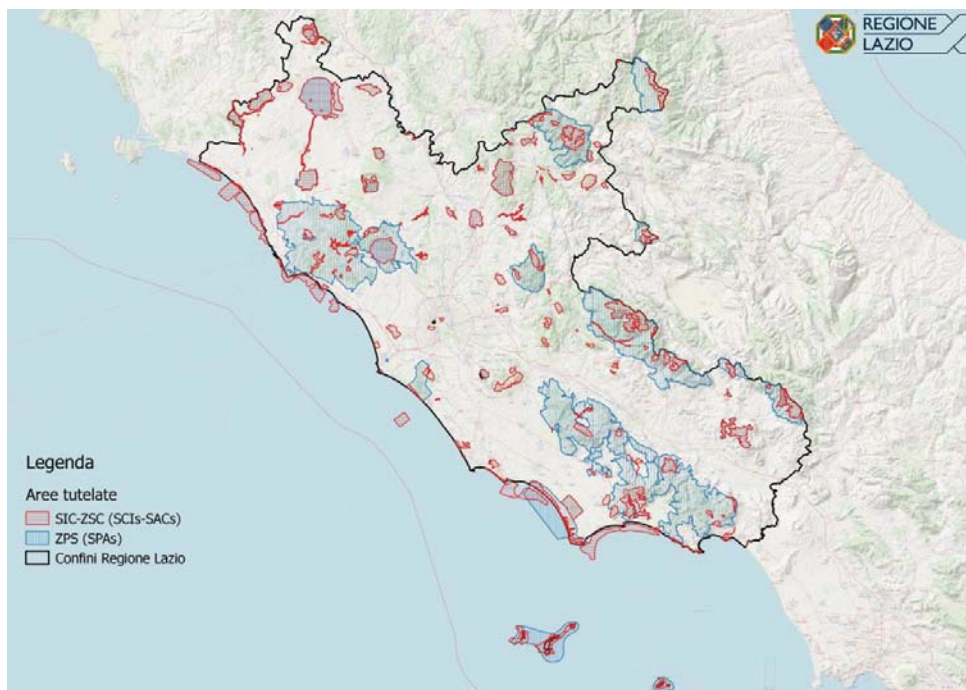 REGIONE
LAZIO
Legenda
Aree tutelate
SIC-ZSC (SCIs-SACs)
ZPS (SPAs)
Confini Regione Lazio